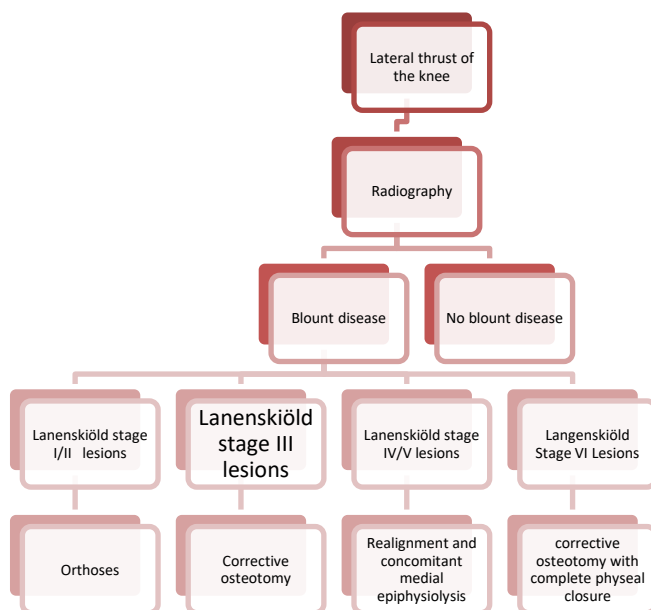 Lateral thrust of
the knee
Radiography
Blount disease
No blount disease
Lanenskiöld stage
I/II lesions
Lanenskiöld
stage III
lesions
Lanenskiöld stage
IV/V lesions
Langenskiöld
Stage VI Lesions
Orthoses
Corrective
osteotomy
Realignment and
concomitant
medial
epiphysiolysis
corrective
osteotomy with
complete physeal
closure